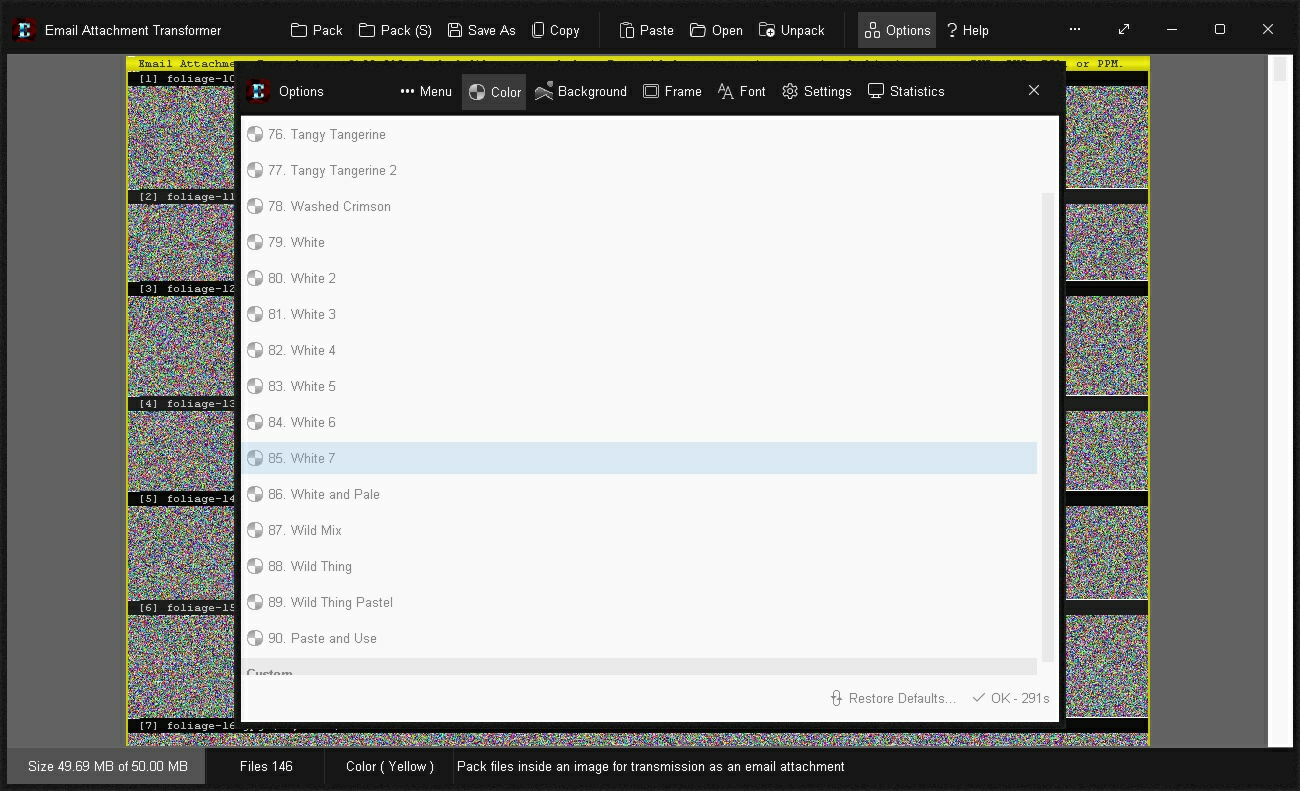 Email Attachment Transformer
Pack
Pack (S)
Save As
Copy
Paste
Open
Unpack
Options
Help
Email Attachme
or PPM.
[1] foliage-10
Options
Menu
Color
Background
Frame
Font
Settings
Statistics
76. Tangy Tangerine
77. Tangy Tangerine 2
[2] foliage-11
78. Washed Crimson
79. White
80. White 2
[3] foliage-12
81. White 3
82. White 4
83. White 5
[4] foliage-13
84. White 6
85. White 7
86. White and Pale
[5] foliage-14
87. Wild Mix
88. Wild Thing
89. Wild Thing Pastel
[6] foliage-15
90. Paste and Use
Custom
Restore Defaults...
OK - 291s
[7] foliage-16
Size 49.69 MB of 50.00 MB
Files 146
Color ( Yellow )
Pack files inside an image for transmission as an email attachment